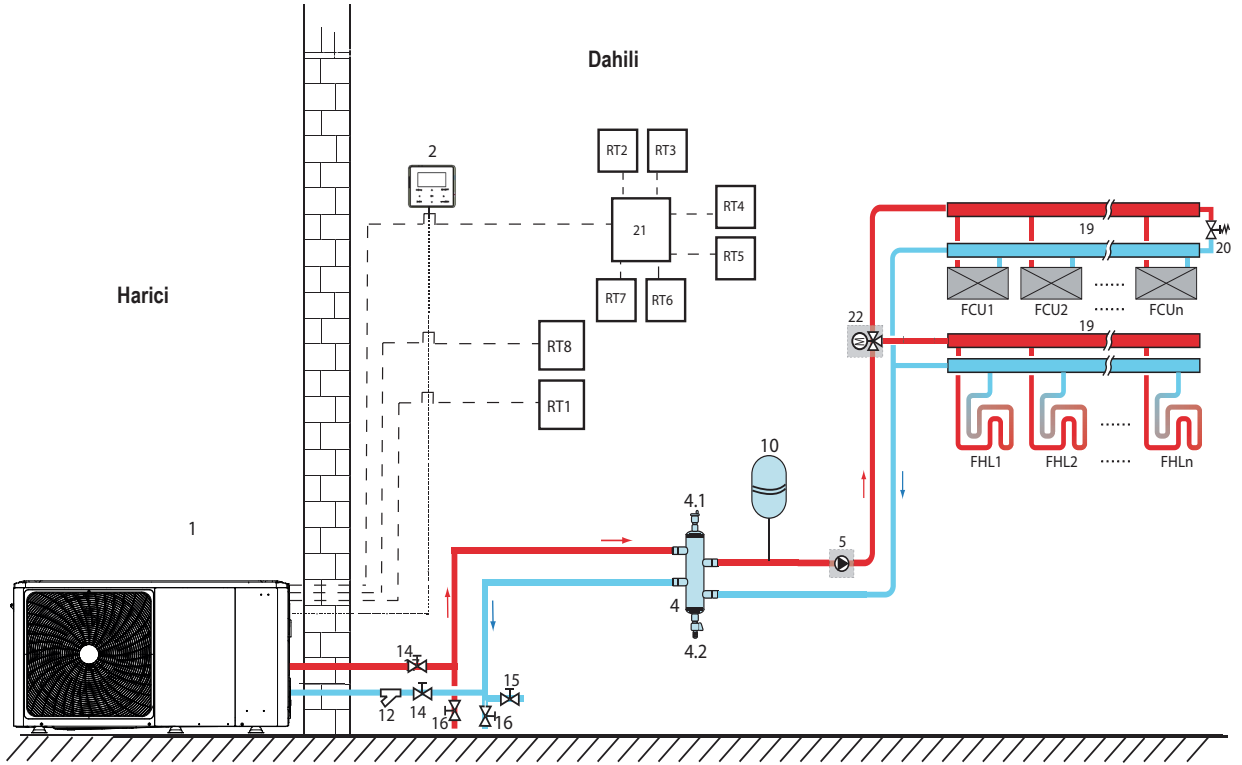 Dahili
Harici
1
2
RT2
RT3
RT4
21
RT5
RT7
RT6
RT8
RT1
19
20
FCU1
FCU2
......
......
FCUn
22
M
19
FHL1
FHL2
......
......
FHLn
10
4.1
5
4
4.2
14
12
14
16
15
16